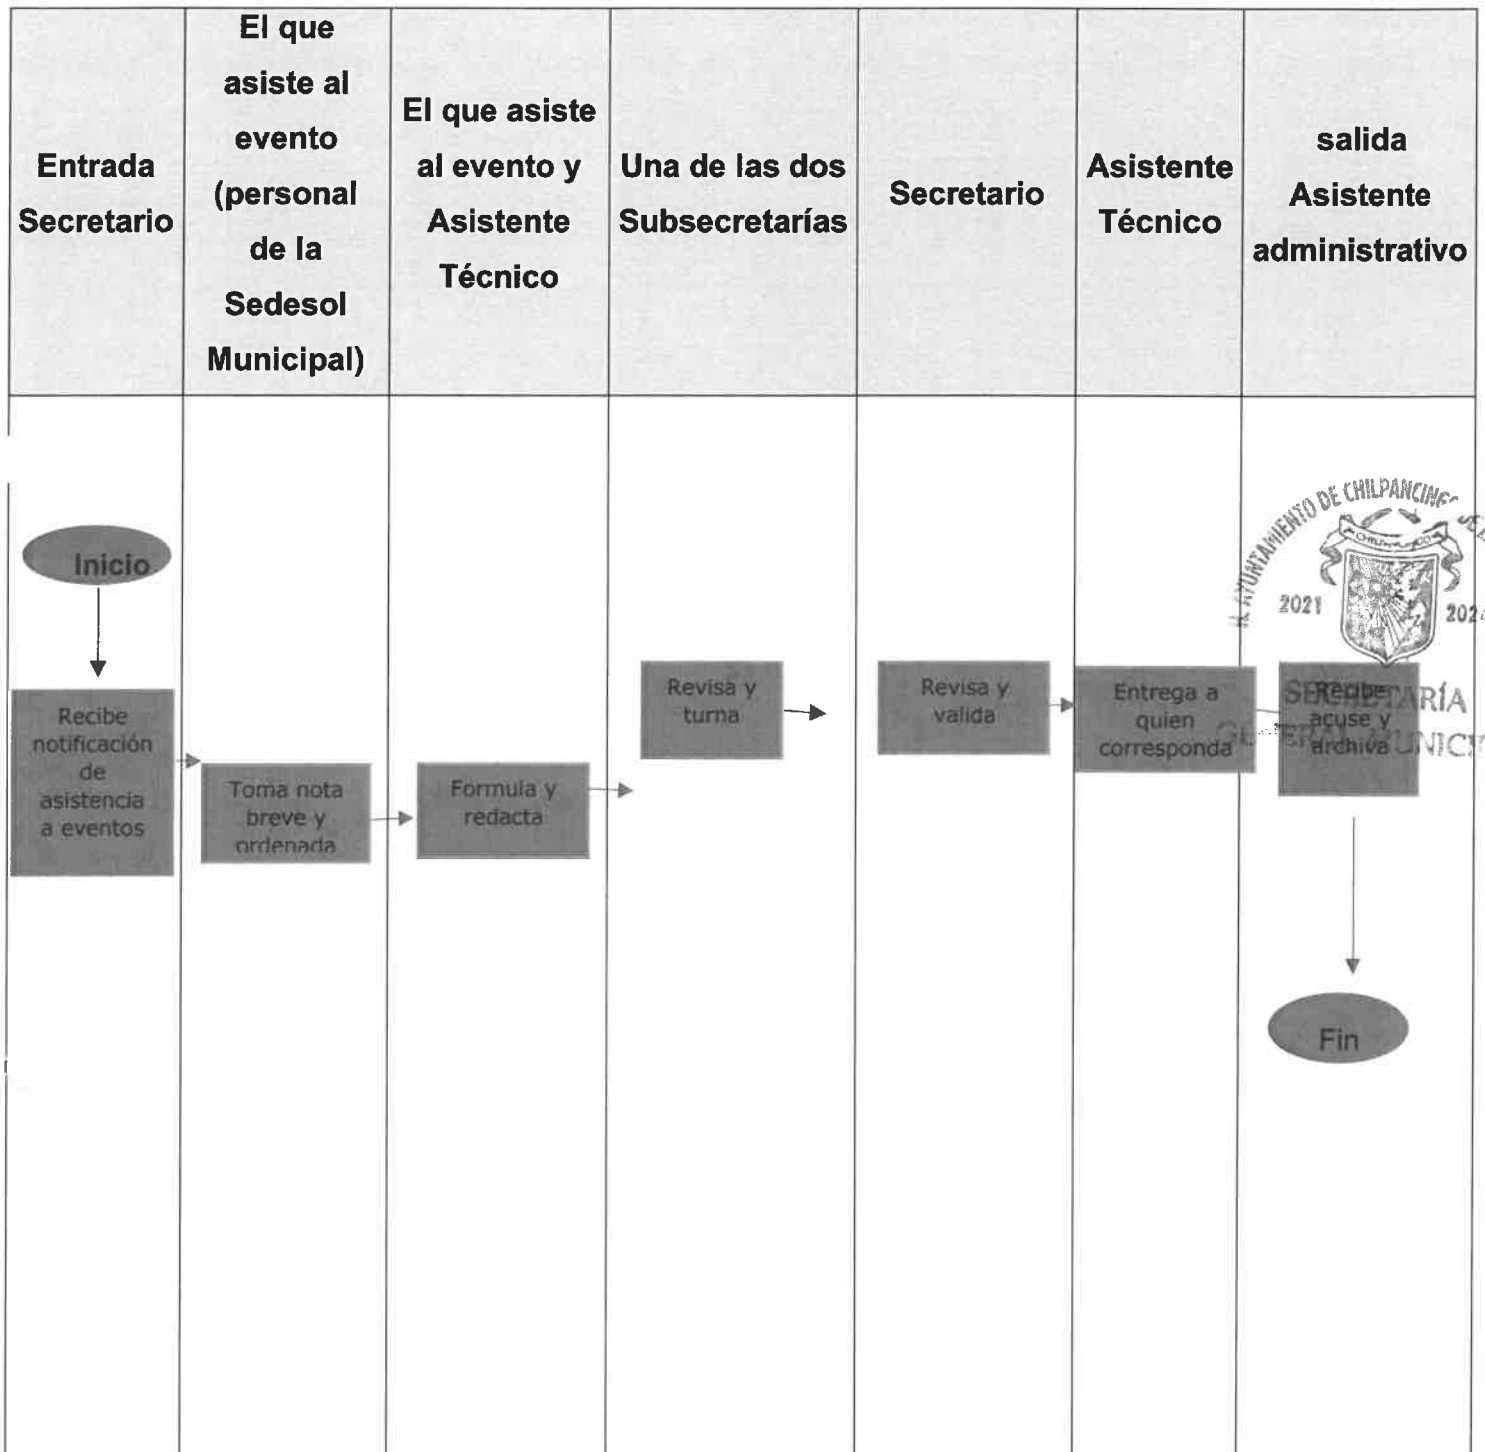 Entrada
Secretario
El que
asiste al
evento
(personal
de la
Sedesol
Municipal)
El que asiste
al evento y
Asistente
Técnico
Una de las dos
Subsecretarías
Secretario
Asistente
Técnico
salida
Asistente
administrativo
Inicio
Recibe
notificación
de
asistencia
a eventos
Toma nota
breve y
ordenada
Formula y
redacta
Revisa y
turna
Revisa y
valida
Entrega a
quien
corresponda
Recibe
acuse y
archiva
Fin
AYUNTAMIENTO DE
2021
SECRETARÍA